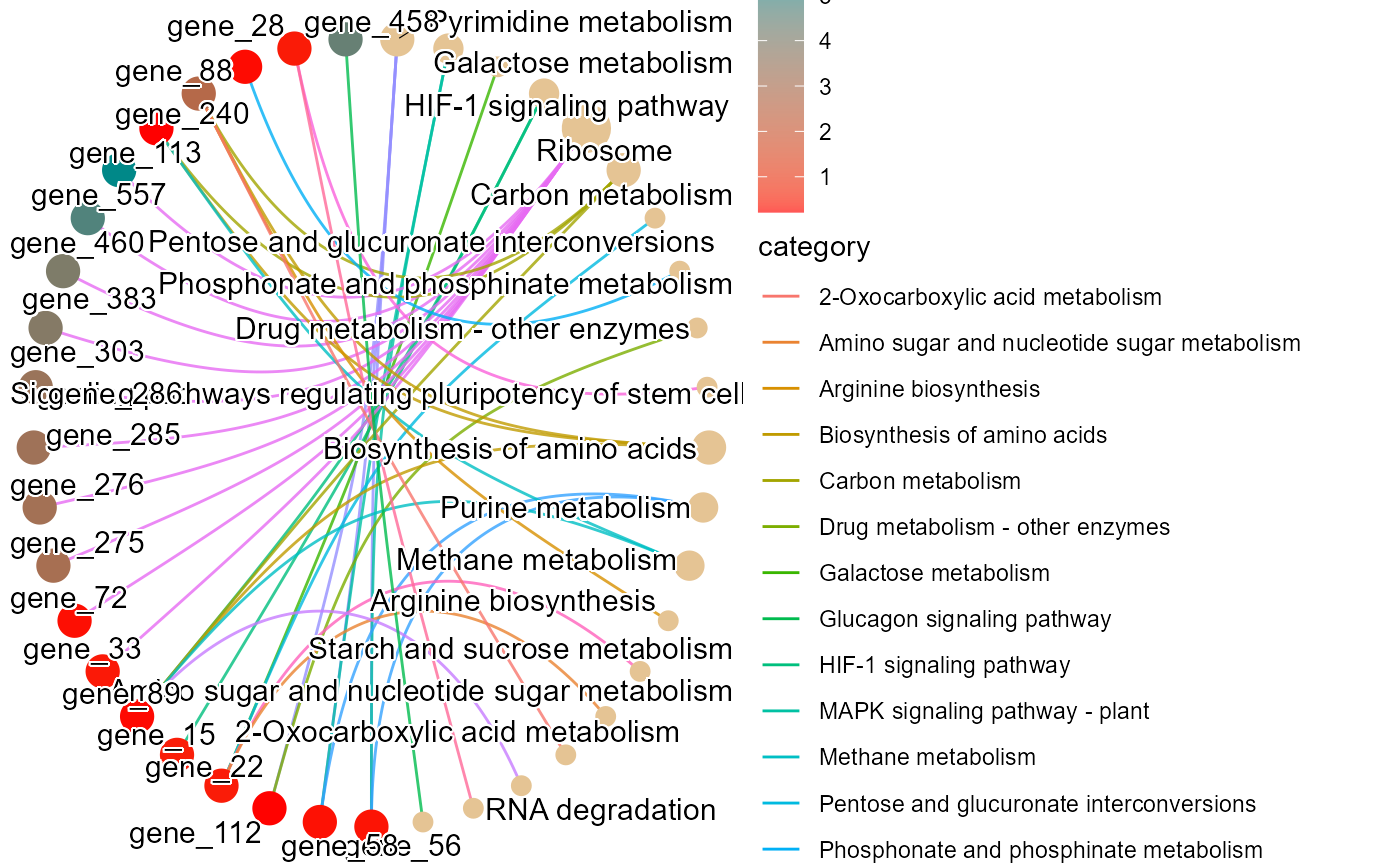 gene_28
gene_458
Pyrimidine metabolism
Galactose metabolism
gene_88
HIF-1 signaling pathway
gene_240
gene_113
Ribosome
gene_557
Carbon metabolism
gene_460
Pentose and glucuronate interconversions
Phosphonate and phosphinate metabolism
gene_383
Drug metabolism - other enzymes
gene_303
gene_286
regulating pluripotency of stem cell
gene_285
Biosynthesis of amino acids
gene_276
Purine metabolism
gene_275
Methane metabolism
gene_72
Arginine biosynthesis
gene_33
Starch and sucrose metabolism
gene_89
sugar and nucleotide sugar metabolism
gene_15
2-Oxocarboxylic acid metabolism
gene_22
RNA degradation
gene_112
gene_58
gene_56
4
3
2
1
category
2-Oxocarboxylic acid metabolism
Amino sugar and nucleotide sugar metabolism
Arginine biosynthesis
Biosynthesis of amino acids
Carbon metabolism
Drug metabolism - other enzymes
Galactose metabolism
Glucagon signaling pathway
HIF-1 signaling pathway
MAPK signaling pathway - plant
Methane metabolism
Pentose and glucuronate interconversions
Phosphonate and phosphinate metabolism